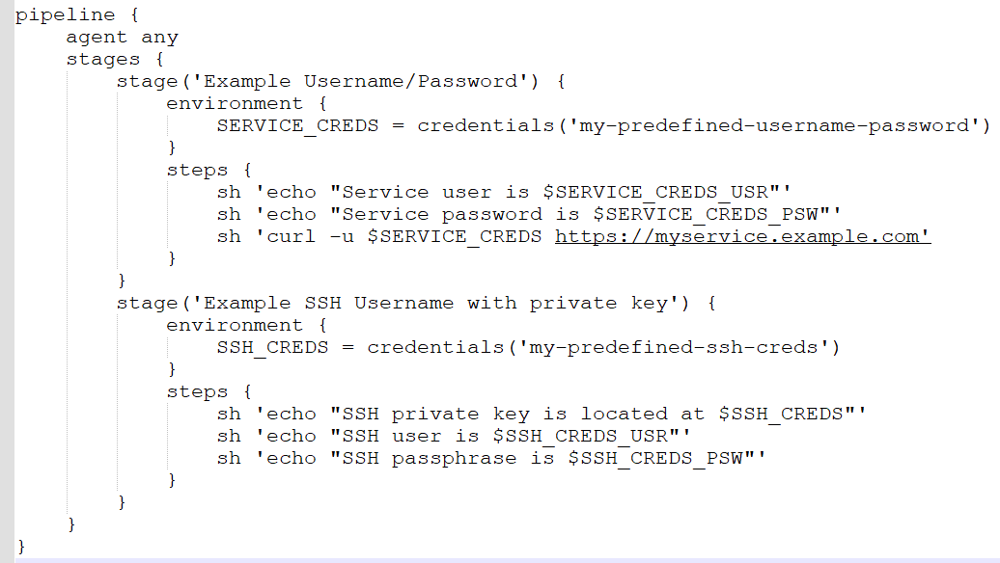 pipeline {
    agent any
    stages {
        stage('Example Username/Password') {
            environment {
                SERVICE_CREDS = credentials('my-predefined-username-password')
            }
            steps {
                sh 'echo "Service user is $SERVICE_CREDS_USR"'
                sh 'echo "Service password is $SERVICE_CREDS_PSW"'
                sh 'curl -u $SERVICE_CREDS https://myservice.example.com'
            }
        }
        stage('Example SSH Username with private key') {
            environment {
                SSH_CREDS = credentials('my-predefined-ssh-creds')
            }
            steps {
                sh 'echo "SSH private key is located at $SSH_CREDS"'
                sh 'echo "SSH user is $SSH_CREDS_USR"'
                sh 'echo "SSH passphrase is $SSH_CREDS_PSW"'
            }
        }
    }
}